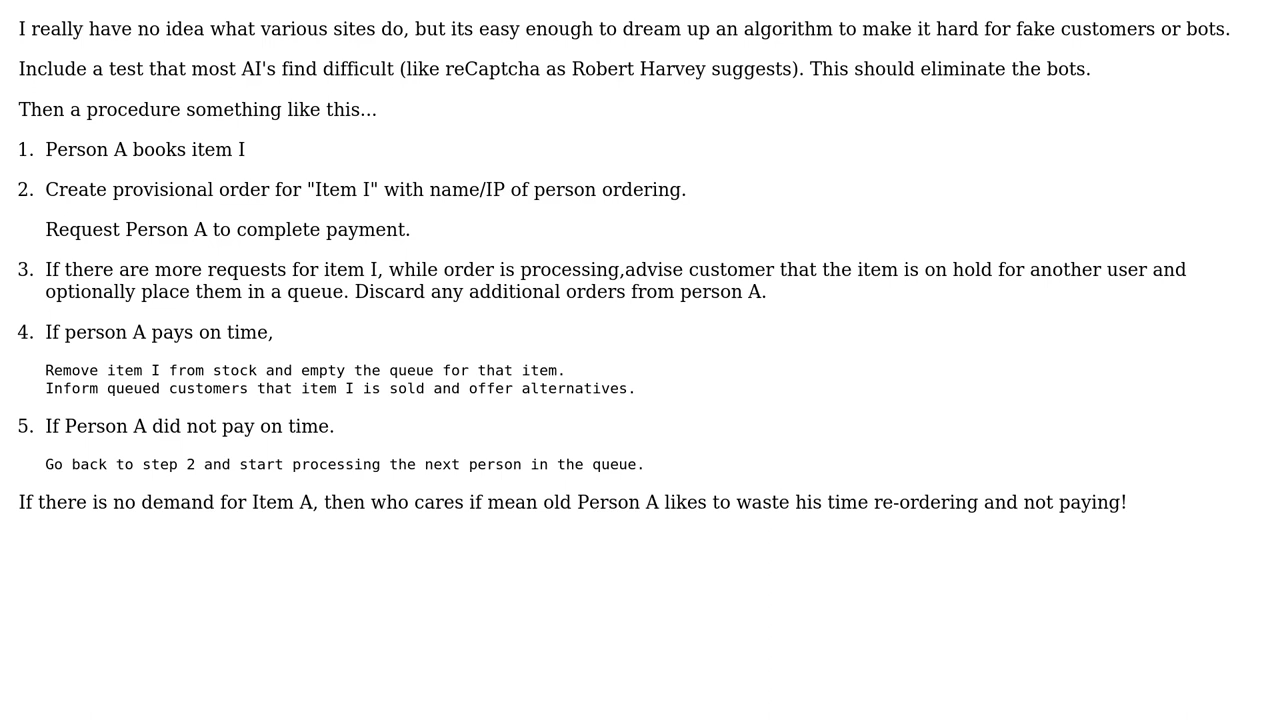 I really have no idea what various sites do, but its easy enough to dream up an algorithm to make it hard for fake customers or bots.
Include a test that most AI's find difficult (like reCaptcha as Robert Harvey suggests). This should eliminate the bots.
Then a procedure something like this...
1. Person A books item I
2. Create provisional order for "Item I" with name/IP of person ordering.
Request Person A to complete payment.
3. If there are more requests for item I, while order is processing,advise customer that the item is on hold for another user and
optionally place them in a queue. Discard any additional orders from person A.
4. If person A pays on time,
Remove item I from stock and empty the queue for that item.
Inform queued customers that item I is sold and offer alternatives.
5. If Person A did not pay on time.
Go back to step 2 and start processing the next person in the queue.
If there is no demand for Item A, then who cares if mean old Person A likes to waste his time re-ordering and not paying!